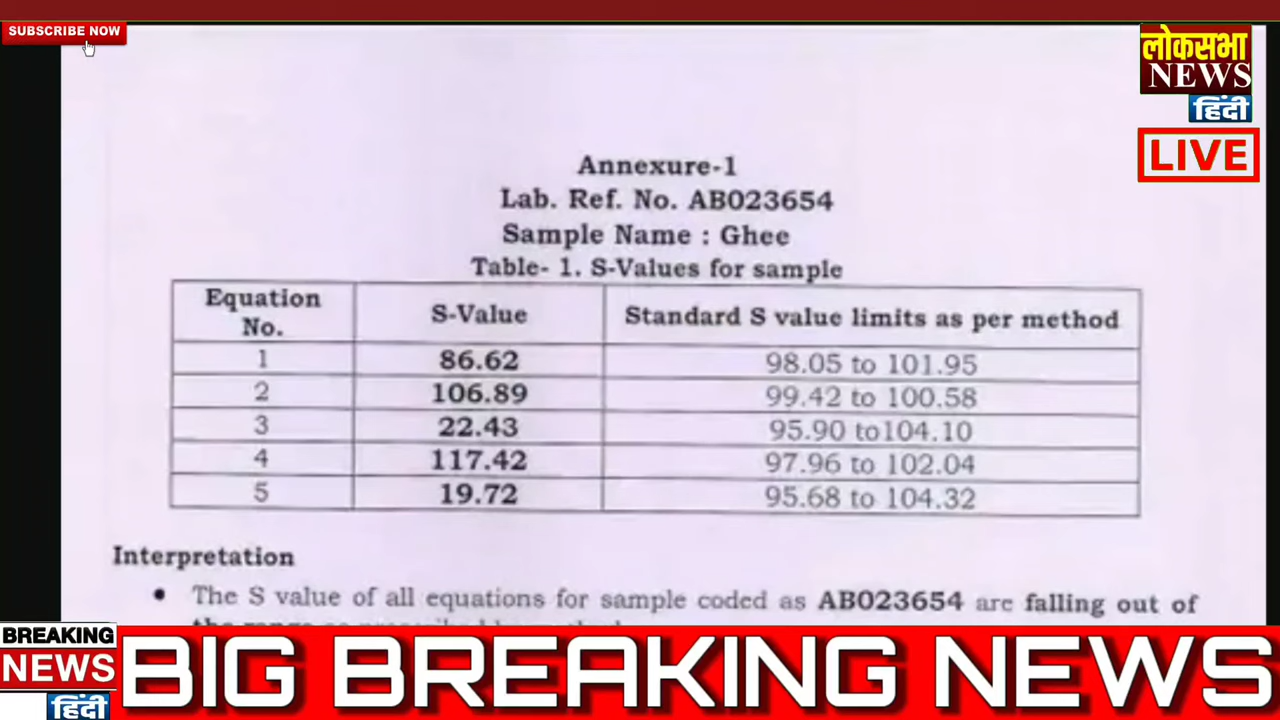 SUBSCRIBE NOW
लोकसभा
NEWS
हिंदी
LIVE
Annexure-1
Lab. Ref. No. AB023654
Sample Name : Ghee
Table- 1. S-Values for sample
Equation No. S-Value Standard S value limits as per method
1 86.62 98.05 to 101.95
2 106.89 99.42 to 100.58
3 22.43 95.90 to104.10
4 117.42 97.96 to 102.04
5 19.72 95.68 to 104.32
Interpretation
• The S value of all equations for sample coded as AB023654 are falling out of
BREAKING
NEWS
हिंदी
BIG BREAKING NEWS